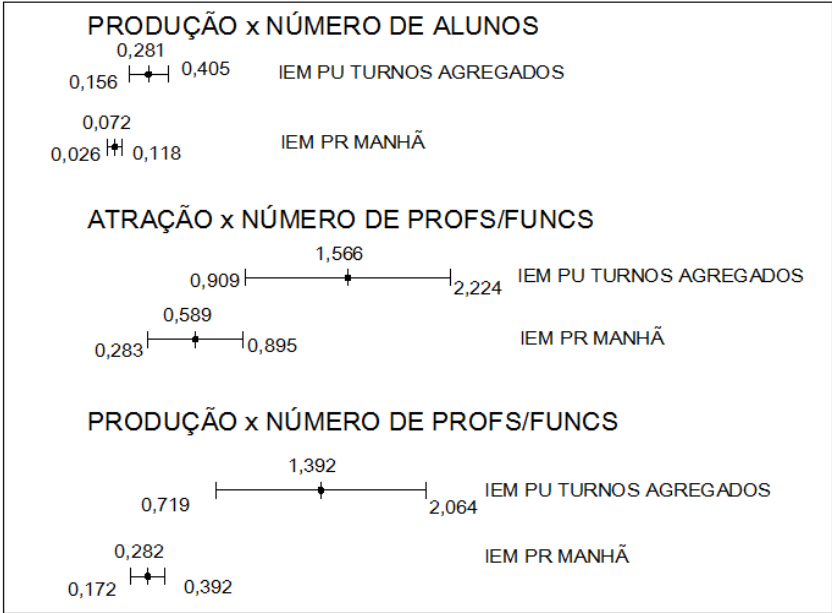 PRODUÇÃO x NÚMERO DE ALUNOS
0,281
0,156 0,405 IEM PU TURNOS AGREGADOS
0,072
0,026 0,118 IEM PR MANHÃ
ATRAÇÃO x NÚMERO DE PROFS/FUNCS
1,566
0,909 2,224 IEM PU TURNOS AGREGADOS
0,589
0,283 0,895 IEM PR MANHÃ
PRODUÇÃO x NÚMERO DE PROFS/FUNCS
1,392
0,719 2,064 IEM PU TURNOS AGREGADOS
0,282 IEM PR MANHÃ
0,172 0,392